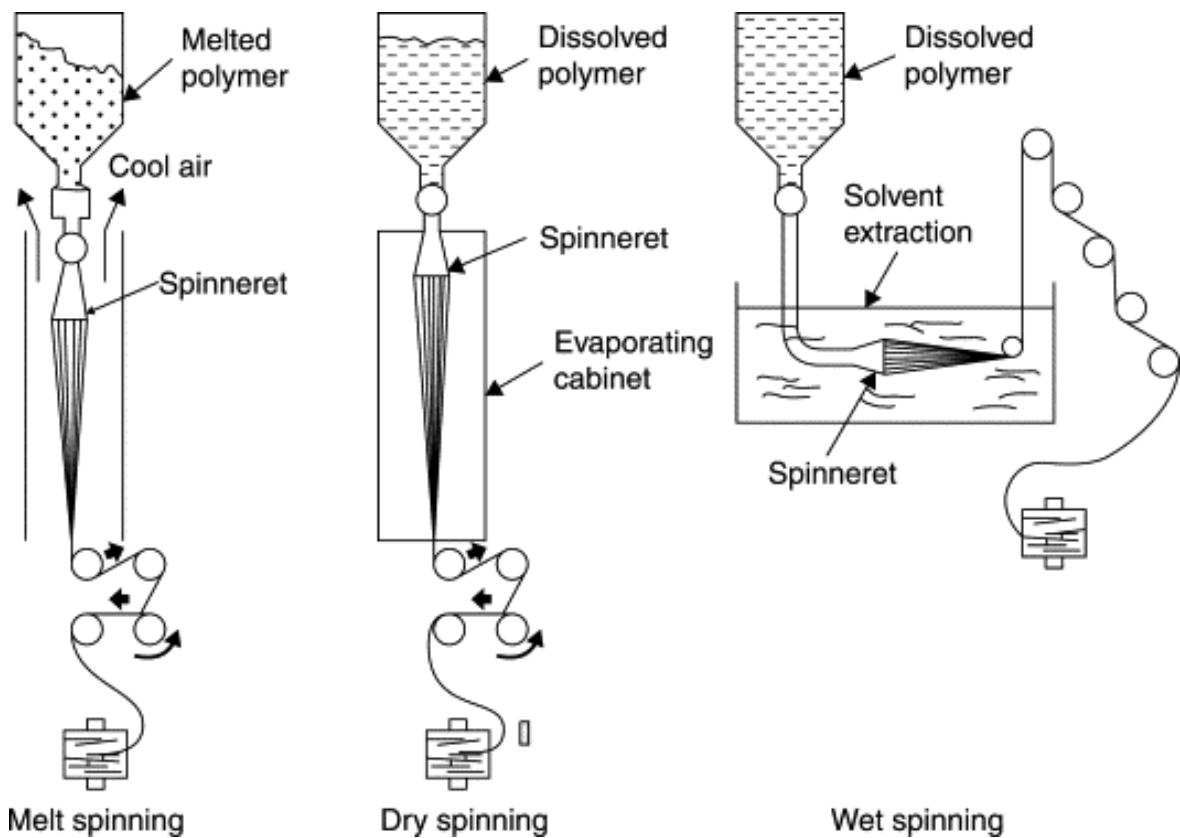 Melted
polymer
Cool air
Spinneret
Melt spinning
Dissolved
polymer
Spinneret
Evaporating
cabinet
Dry spinning
Dissolved
polymer
Solvent
extraction
Spinneret
Wet spinning